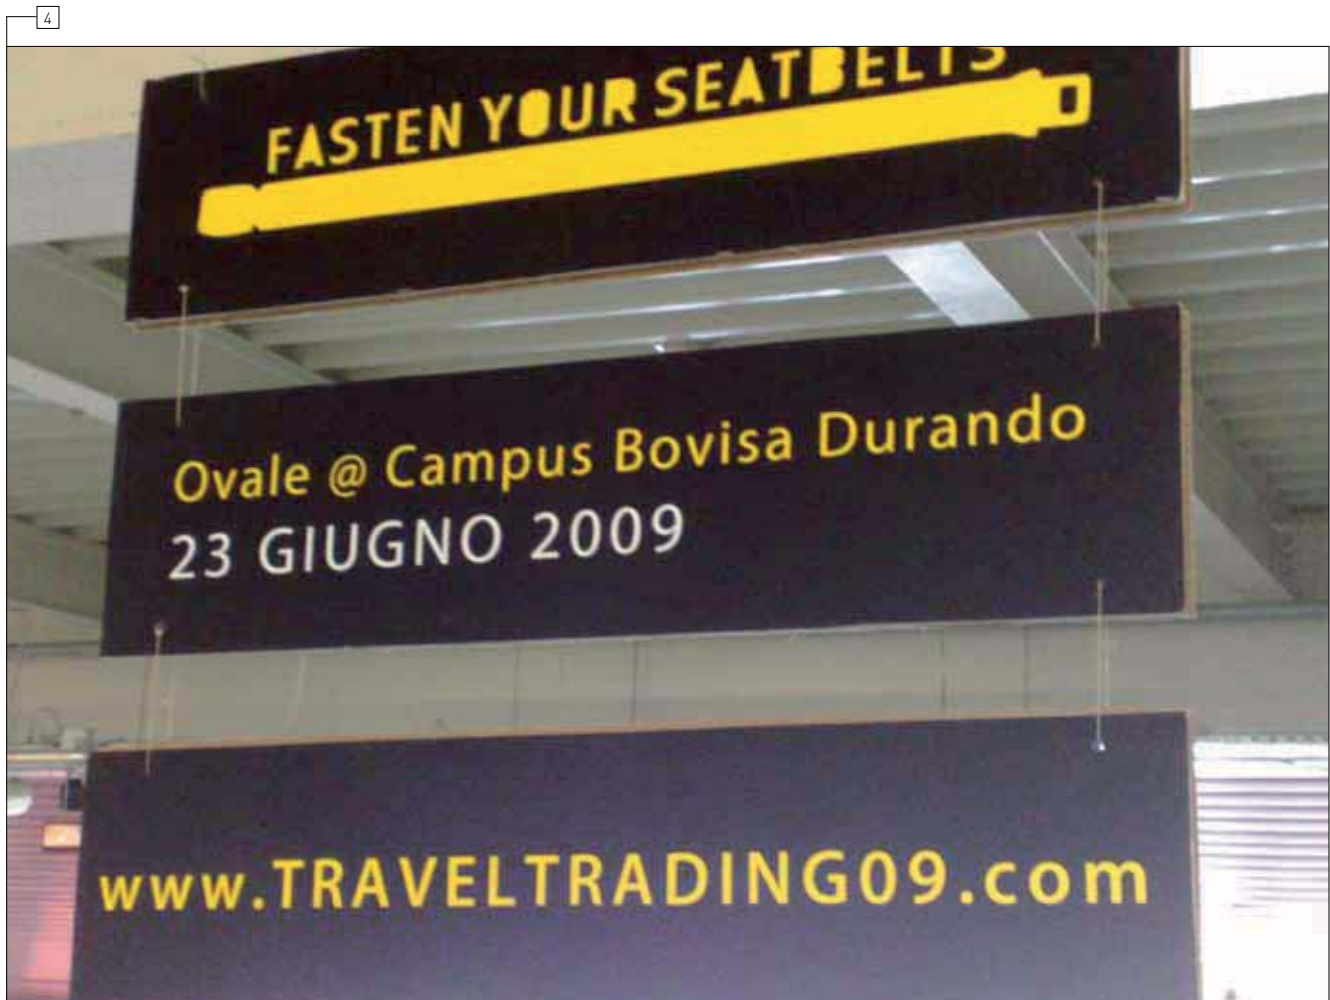 4
FASTEN YOUR SEATBELTS
Ovale @ Campus Bovisa Durando
23 GIUGNO 2009
www.TRAVELTRADING09.com